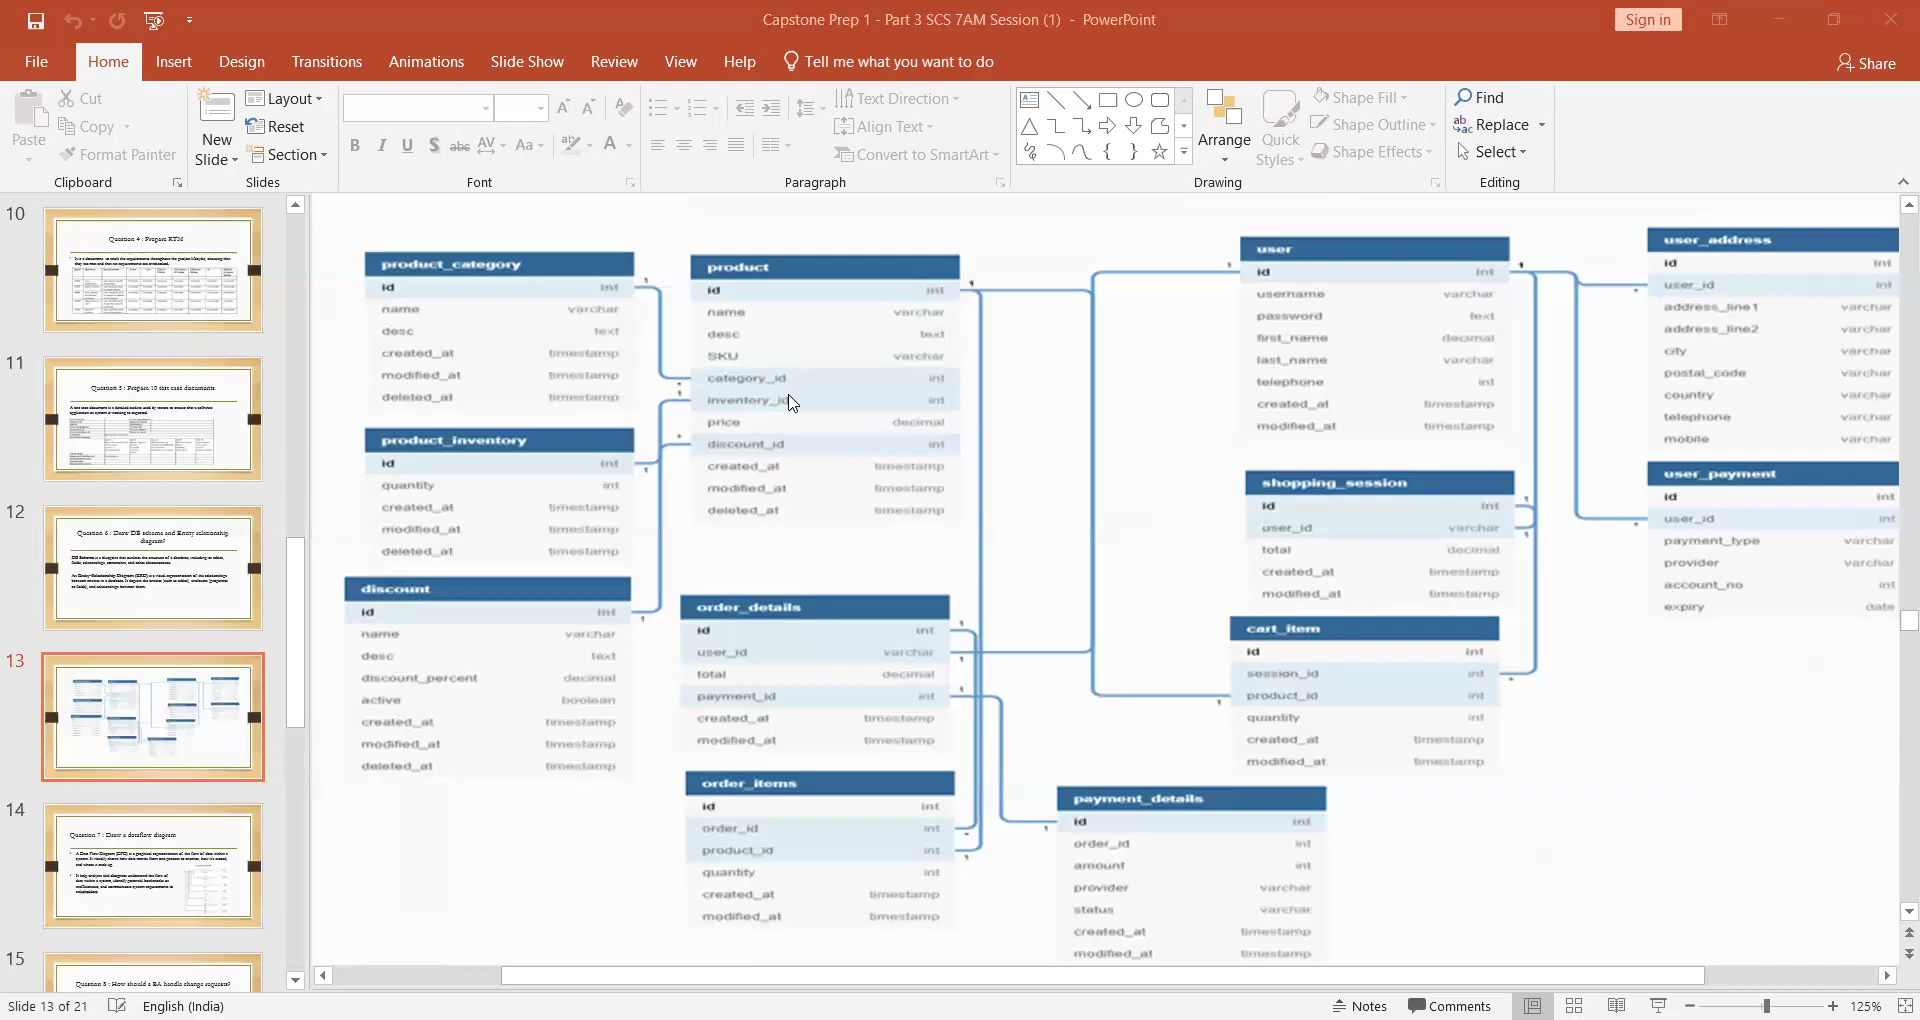 Capstone Prep 1 - Part 3 SCS 7AM Session (1) - PowerPoint
Sign in
File Home Insert Design Transitions Animations Slide Show Review View Help Tell me what you want to do
Share
Paste
Cut
Copy
Format Painter
Clipboard
New Slide
Layout
Reset
Section
Slides
Font
Text Direction
Align Text
Convert to SmartArt
Paragraph
Arrange
Quick Styles
Shape Fill
Shape Outline
Shape Effects
Drawing
Find
Replace
Select
Editing
10
Question 4 : Prepare RTM
11
Question 5 : Prepare 10 test case documents
12
Question 6 : Draw DB schema and Entity relationship diagram?
13
14
Question 7 : Draw a dataflow diagram
15
product_category
id int
name varchar
desc text
created_at timestamp
modified_at timestamp
deleted_at timestamp
product_inventory
id int
quantity int
created_at timestamp
modified_at timestamp
deleted_at timestamp
discount
id int
name varchar
desc text
discount_percent decimal
active boolean
created_at timestamp
modified_at timestamp
deleted_at timestamp
product
id int
name varchar
desc text
SKU varchar
category_id int
inventory_id int
price decimal
discount_id int
created_at timestamp
modified_at timestamp
deleted_at timestamp
order_details
id int
user_id varchar
total decimal
payment_id int
created_at timestamp
modified_at timestamp
order_items
id int
order_id int
product_id int
quantity int
created_at timestamp
modified_at timestamp
user
id int
username varchar
password text
first_name decimal
last_name varchar
telephone int
created_at timestamp
modified_at timestamp
shopping_session
id int
user_id varchar
total decimal
created_at timestamp
modified_at timestamp
cart_item
id int
session_id int
product_id int
quantity int
created_at timestamp
modified_at timestamp
payment_details
id int
order_id int
amount int
provider varchar
status varchar
created_at timestamp
modified_at timestamp
user_address
id int
user_id int
address_line1 varchar
address_line2 varchar
city varchar
postal_code varchar
country varchar
telephone varchar
mobile varchar
user_payment
id int
user_id int
payment_type varchar
provider varchar
account_no int
expiry date
Slide 13 of 21 English (India) Notes Comments 125%